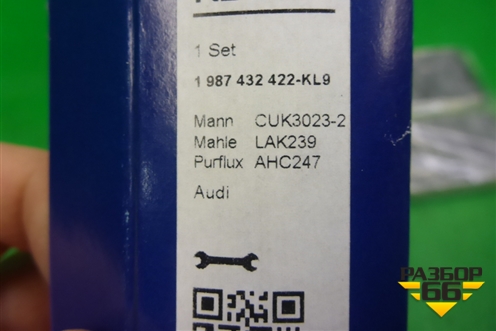 1 Set
1 987 432 422-KL9
Mann CUK3023-2
Mahle LAK239
Purflux AHC247
Audi
РАЗБОР
66